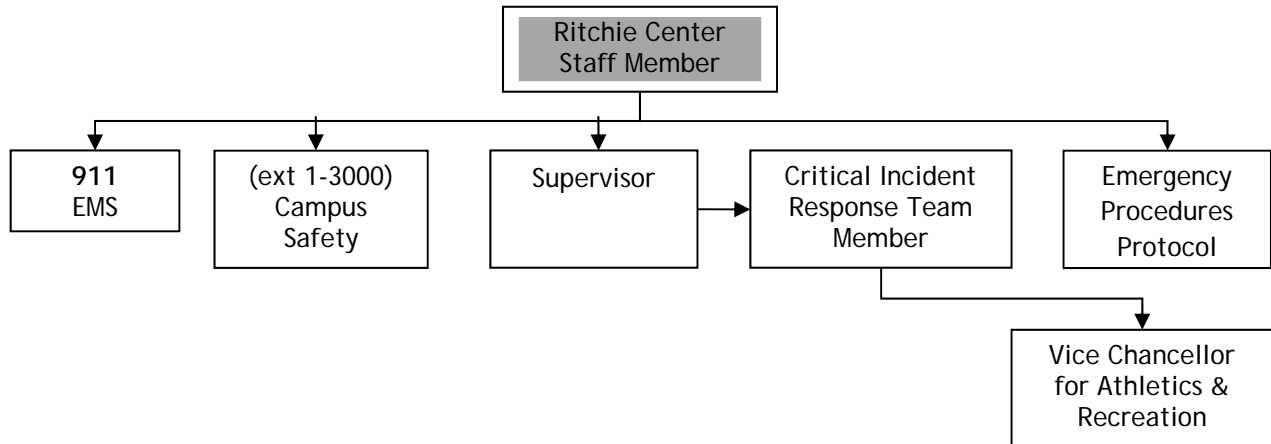 Ritchie Center
Staff Member
911
EMS
(ext 1-3000)
Campus
Safety
Supervisor
Critical Incident
Response Team
Member
Emergency
Procedures
Protocol
Vice Chancellor
for Athletics &
Recreation